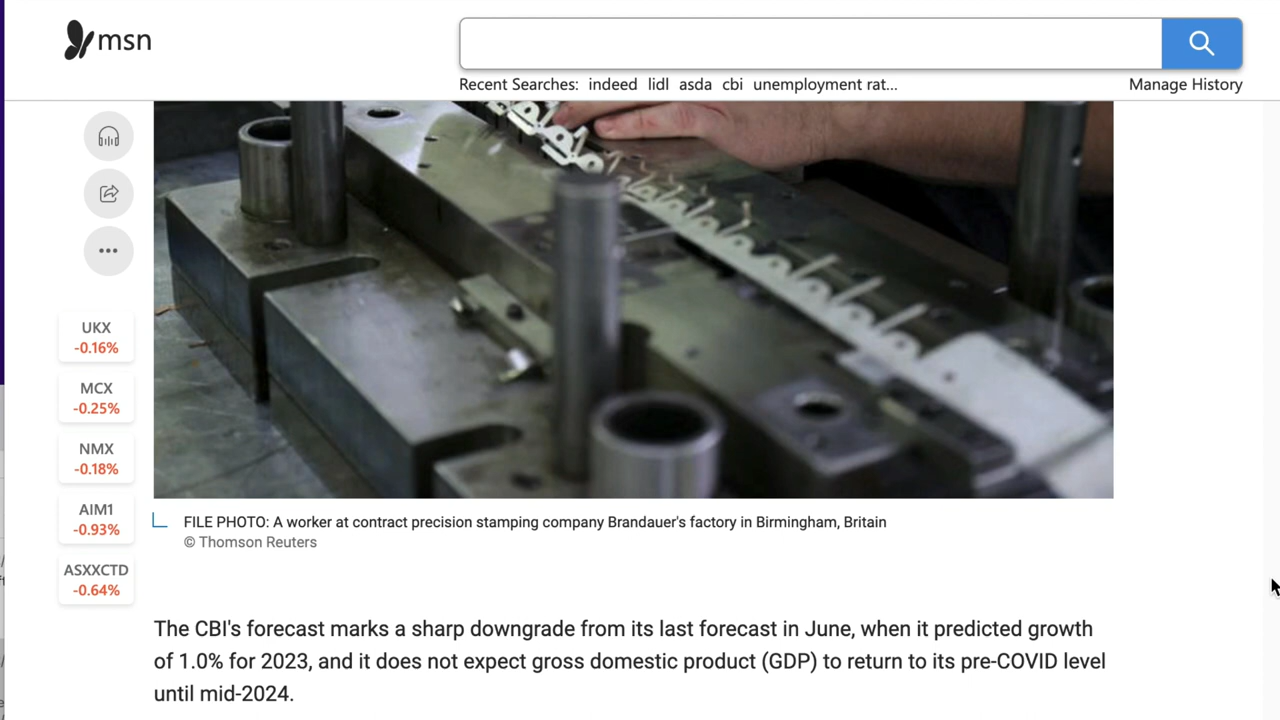 msn
Recent Searches: indeed lidl asda cbi unemployment rat...
Manage History
UKX
-0.16%
MCX
-0.25%
NMX
-0.18%
AIM1
-0.93%
ASXXCTD
-0.64%
FILE PHOTO: A worker at contract precision stamping company Brandauer's factory in Birmingham, Britain
© Thomson Reuters
The CBI's forecast marks a sharp downgrade from its last forecast in June, when it predicted growth
of 1.0% for 2023, and it does not expect gross domestic product (GDP) to return to its pre-COVID level
until mid-2024.